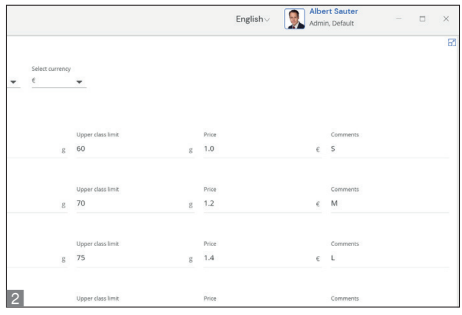 English
Albert Sauter
Admin, Default
Select currency
€
Upper class limit Price Comments
g 60 g 1.0 € S
Upper class limit Price Comments
g 70 g 1.2 € M
Upper class limit Price Comments
g 75 g 1.4 € L
Upper class limit Price Comments
2